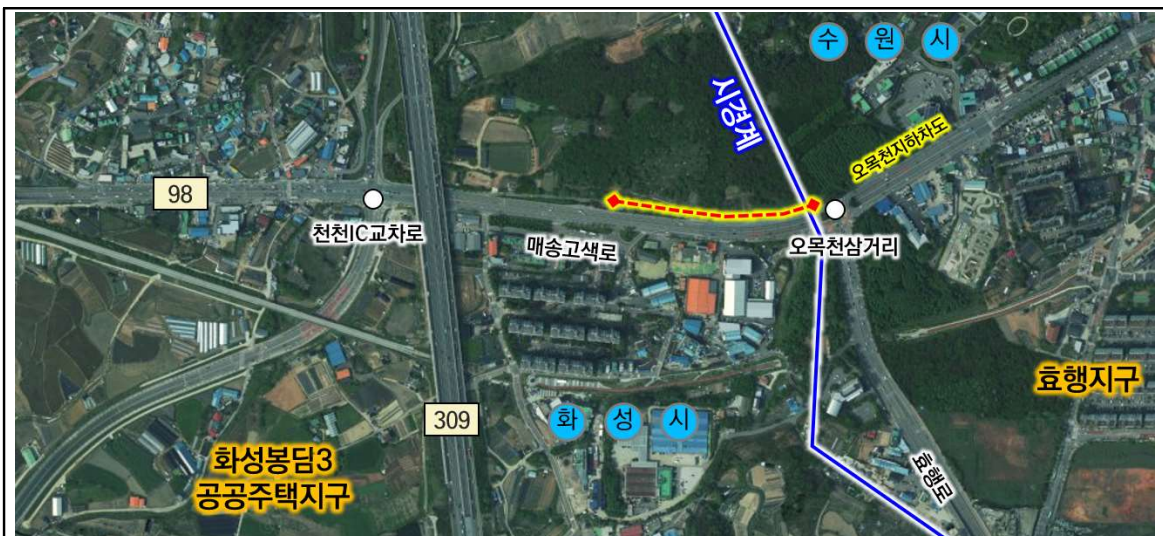 수 원 시
시경계
오목천지하차도
98
천천IC교차로
매송고색로
오목천삼거리
효행지구
309
화 성 시
화성봉담3
공공주택지구
효행로